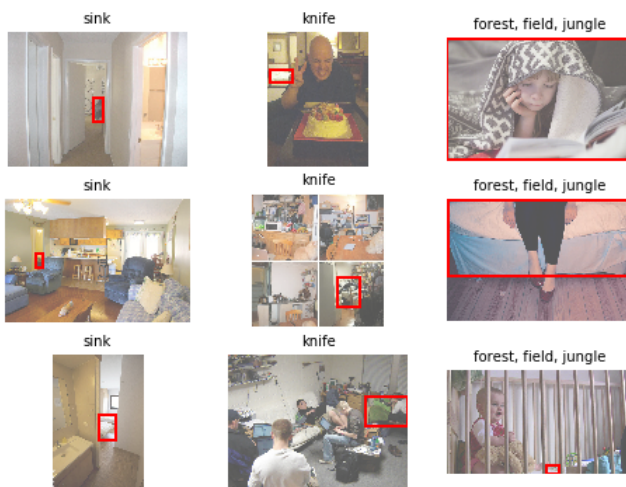 sink
knife
forest, field, jungle
sink
knife
forest, field, jungle
sink
knife
forest, field, jungle